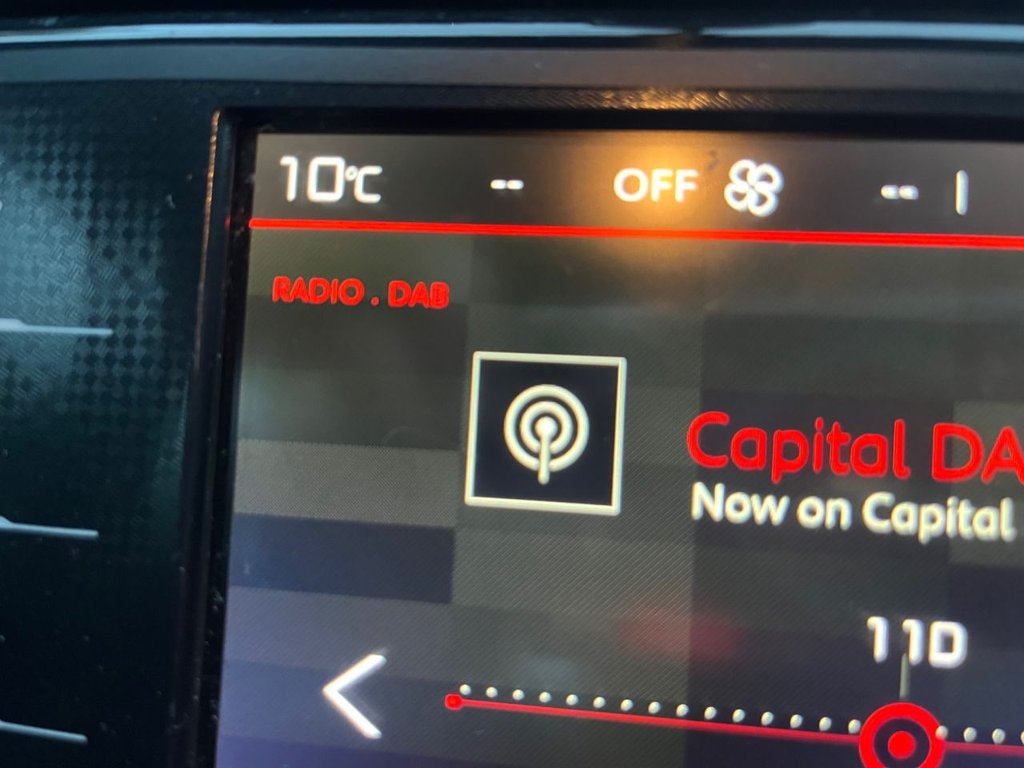 10°C -- OFF --
RADIO . DAB
Capital DA
Now on Capital
11D